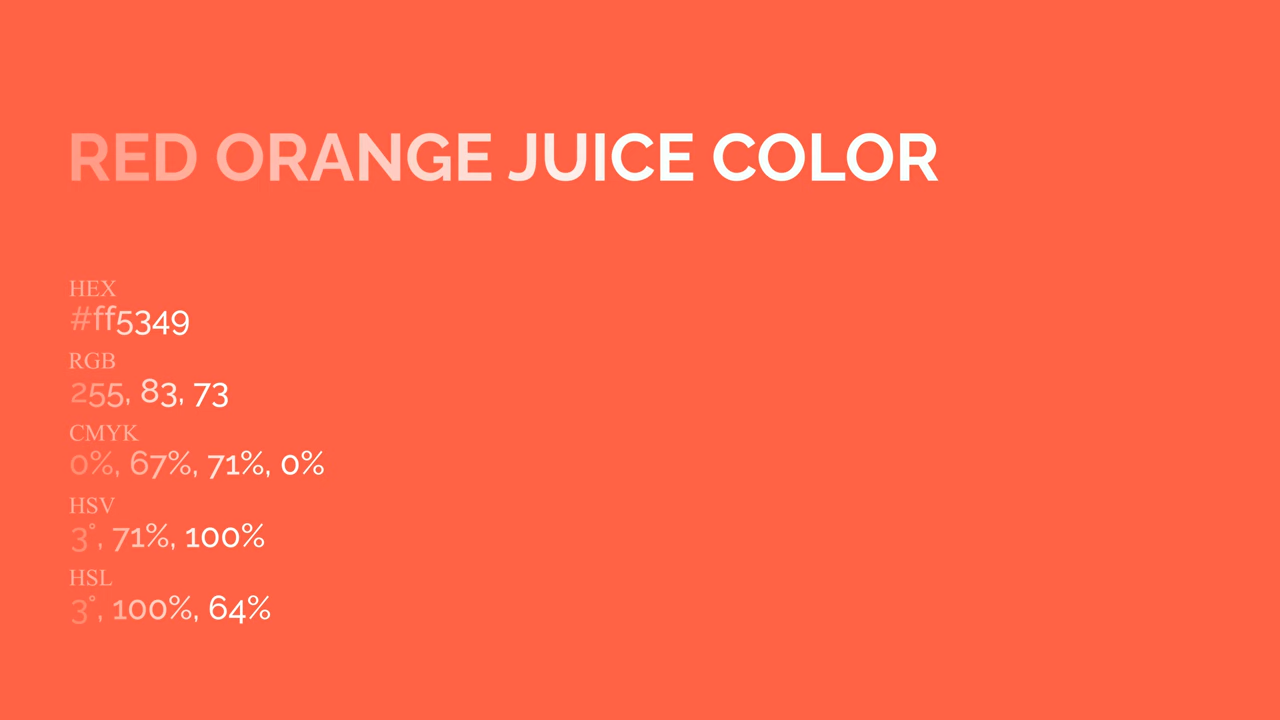 RED ORANGE JUICE COLOR
HEX
#ff5349
RGB
255, 83, 73
CMYK
0%, 67%, 71%, 0%
HSV
3°, 71%, 100%
HSL
3°, 100%, 64%